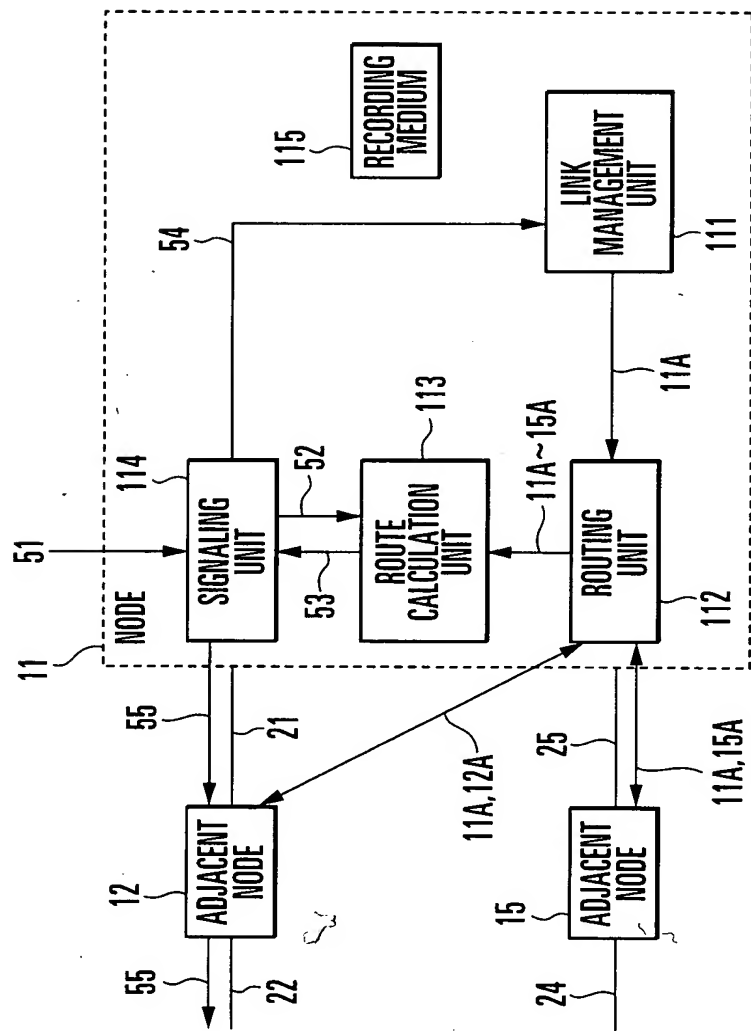 11
NODE
51
114
SIGNALING
UNIT
54
115
RECORDING
MEDIUM
52
53
113
ROUTE
CALCULATION
UNIT
LINK
MANAGEMENT
UNIT
111
11A
11A~15A
ROUTING
UNIT
112
55
21
12
ADJACENT
NODE
55
22
11A,12A
25
11A,15A
15
ADJACENT
NODE
24